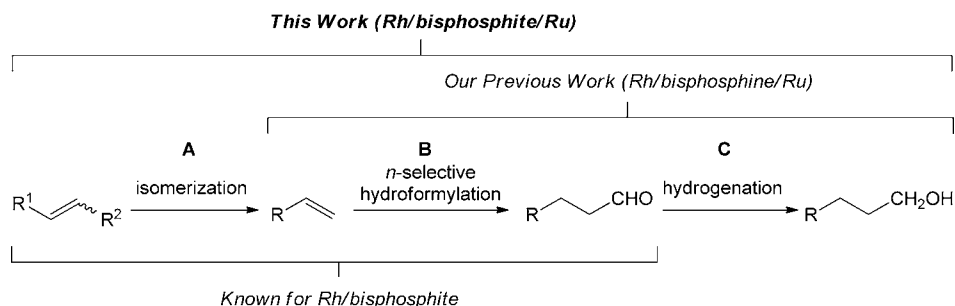 This Work (Rh/bisphosphite/Ru)
Our Previous Work (Rh/bisphosphine/Ru)
A
B
C
isomerization
n-selective
hydroformylation
hydrogenation
R¹
R²
R
R
CHO
R
CH₂OH
Known for Rh/bisphosphite